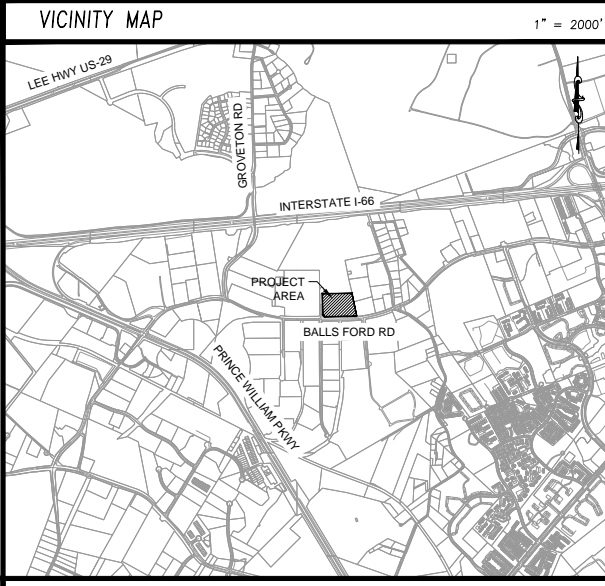 VICINITY MAP
1" = 2000'
LEE HWY US-29
GROVETON RD
INTERSTATE I-66
PROJECT
AREA
BALLS FORD RD
PRINCE WILLIAM PKWY